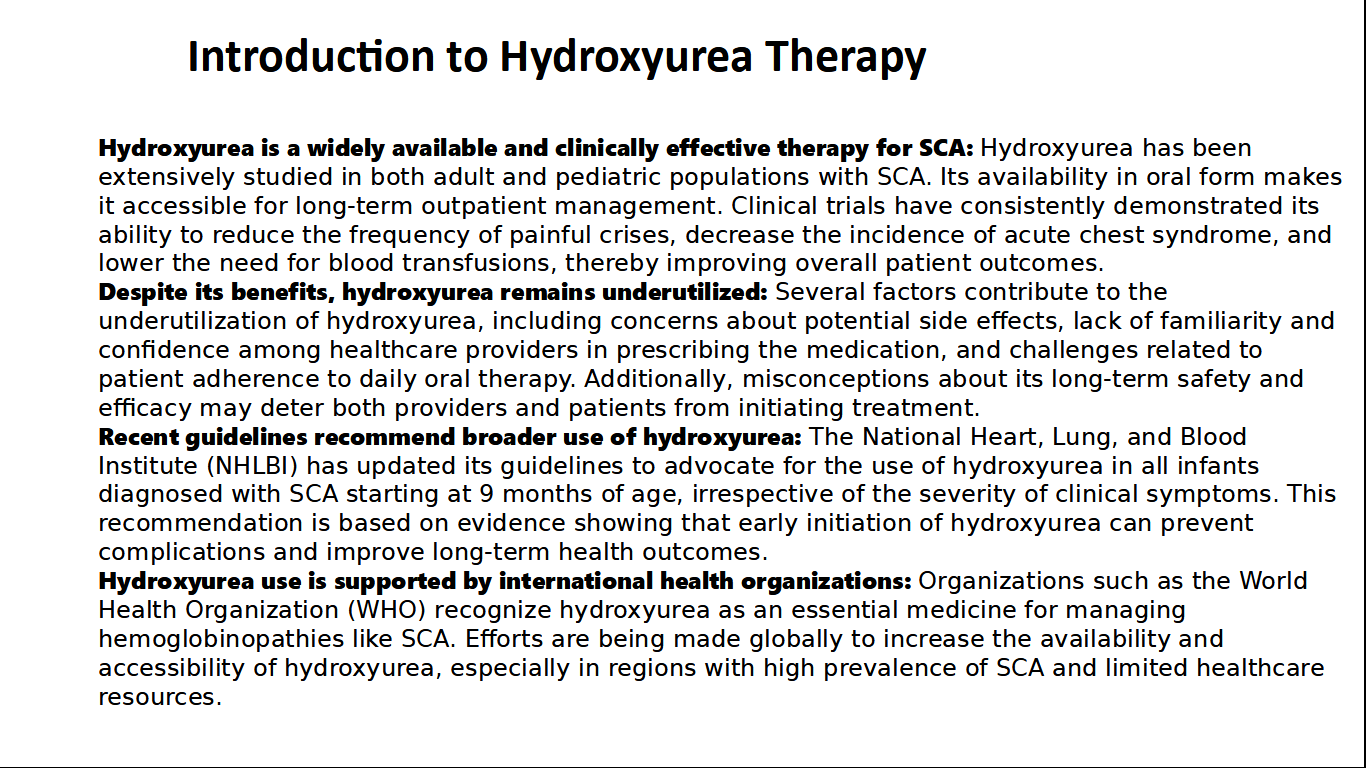 Introduction to Hydroxyurea Therapy
Hydroxyurea is a widely available and clinically effective therapy for SCA: Hydroxyurea has been
extensively studied in both adult and pediatric populations with SCA. Its availability in oral form makes
it accessible for long-term outpatient management. Clinical trials have consistently demonstrated its
ability to reduce the frequency of painful crises, decrease the incidence of acute chest syndrome, and
lower the need for blood transfusions, thereby improving overall patient outcomes.
Despite its benefits, hydroxyurea remains underutilized: Several factors contribute to the
underutilization of hydroxyurea, including concerns about potential side effects, lack of familiarity and
confidence among healthcare providers in prescribing the medication, and challenges related to
patient adherence to daily oral therapy. Additionally, misconceptions about its long-term safety and
efficacy may deter both providers and patients from initiating treatment.
Recent guidelines recommend broader use of hydroxyurea: The National Heart, Lung, and Blood
Institute (NHLBI) has updated its guidelines to advocate for the use of hydroxyurea in all infants
diagnosed with SCA starting at 9 months of age, irrespective of the severity of clinical symptoms. This
recommendation is based on evidence showing that early initiation of hydroxyurea can prevent
complications and improve long-term health outcomes.
Hydroxyurea use is supported by international health organizations: Organizations such as the World
Health Organization (WHO) recognize hydroxyurea as an essential medicine for managing
hemoglobinopathies like SCA. Efforts are being made globally to increase the availability and
accessibility of hydroxyurea, especially in regions with high prevalence of SCA and limited healthcare
resources.